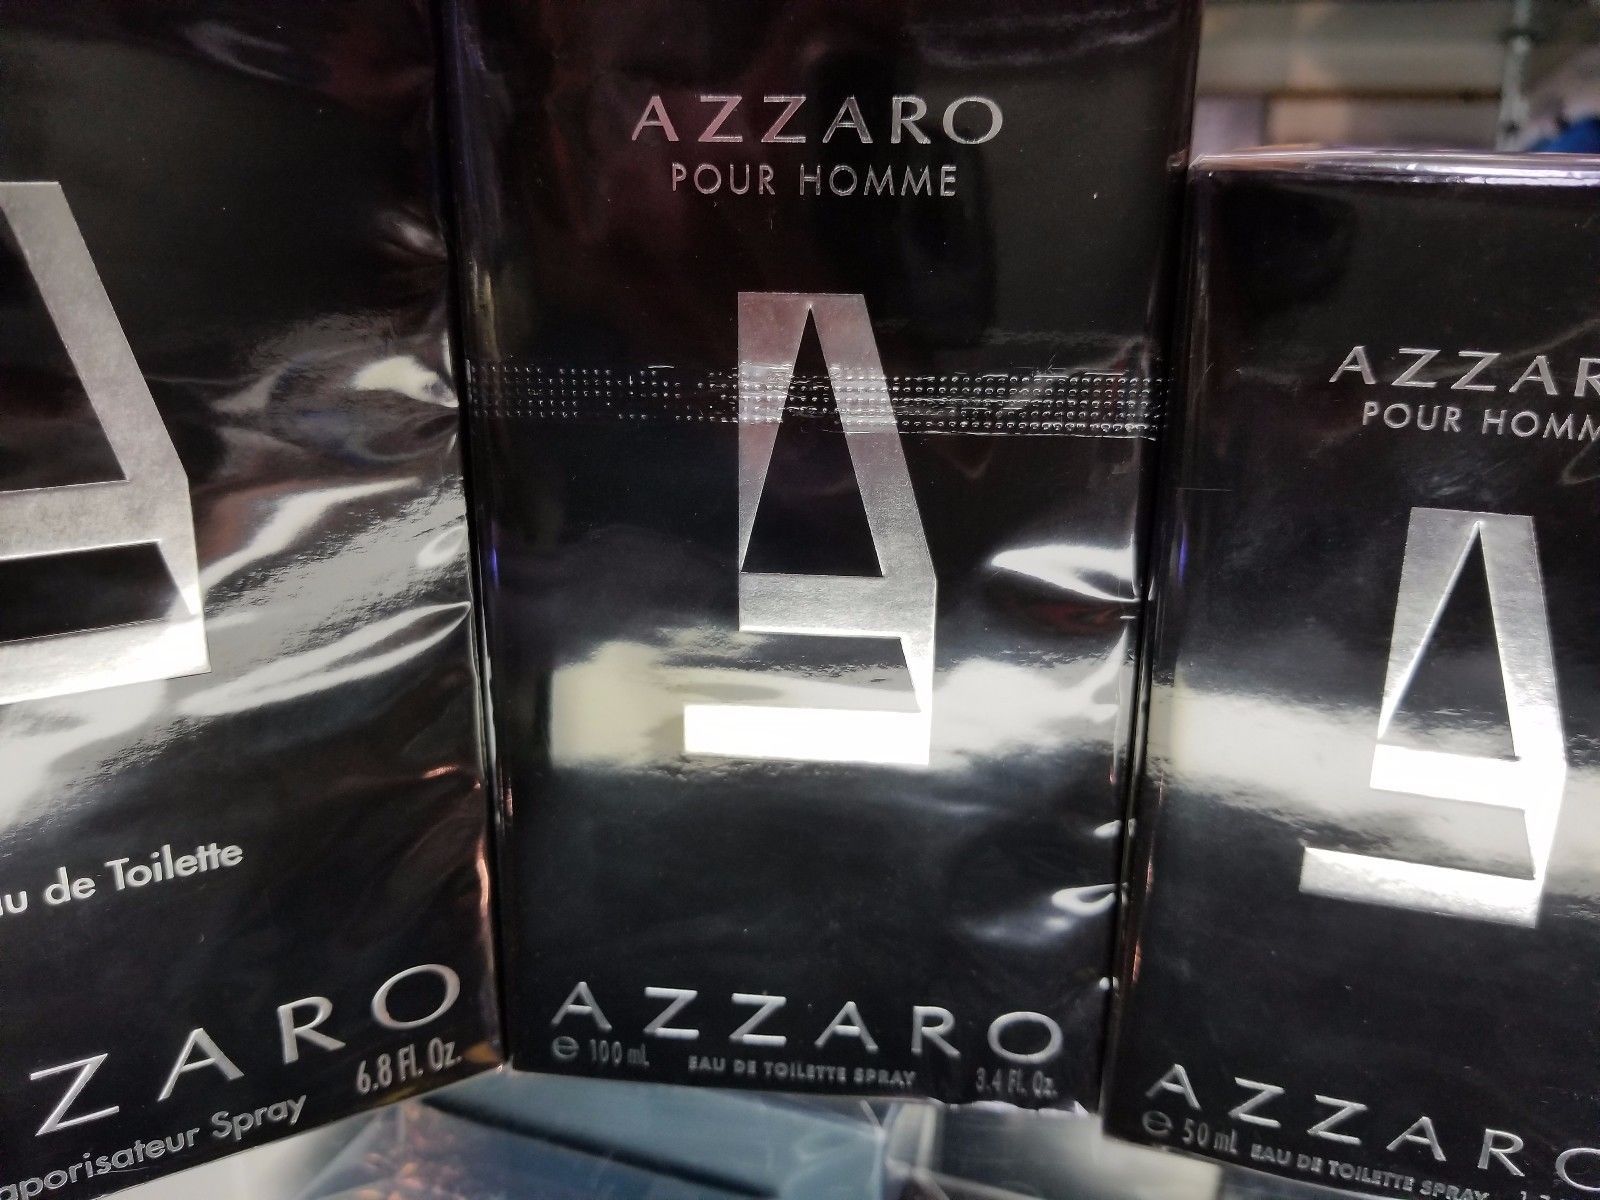 au de Toilette
ZARO
6.8 Fl. Oz.
aporisateur Spray
AZZARO
POUR HOMME
AZZARO
e 100 mL EAU DE TOILETTE SPRAY 3.4 Fl. Oz.
AZZAR
POUR HOMM
AZZARO
e 50 mL EAU DE TOILETTE SPRAY